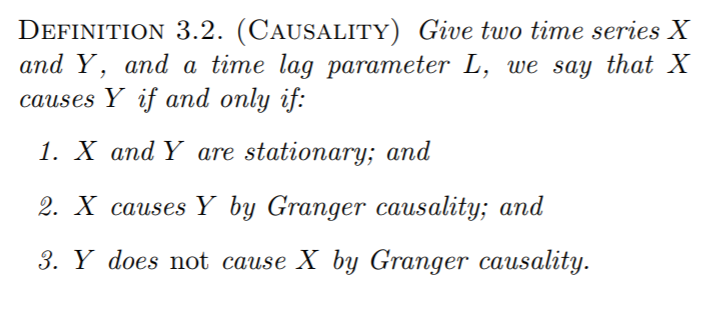 DEFINITION 3.2. (CAUSALITY) Give two time series X
and Y, and a time lag parameter L, we say that X
causes Y if and only if:
1. X and Y are stationary; and
2. X causes Y by Granger causality; and
3. Y does not cause X by Granger causality.